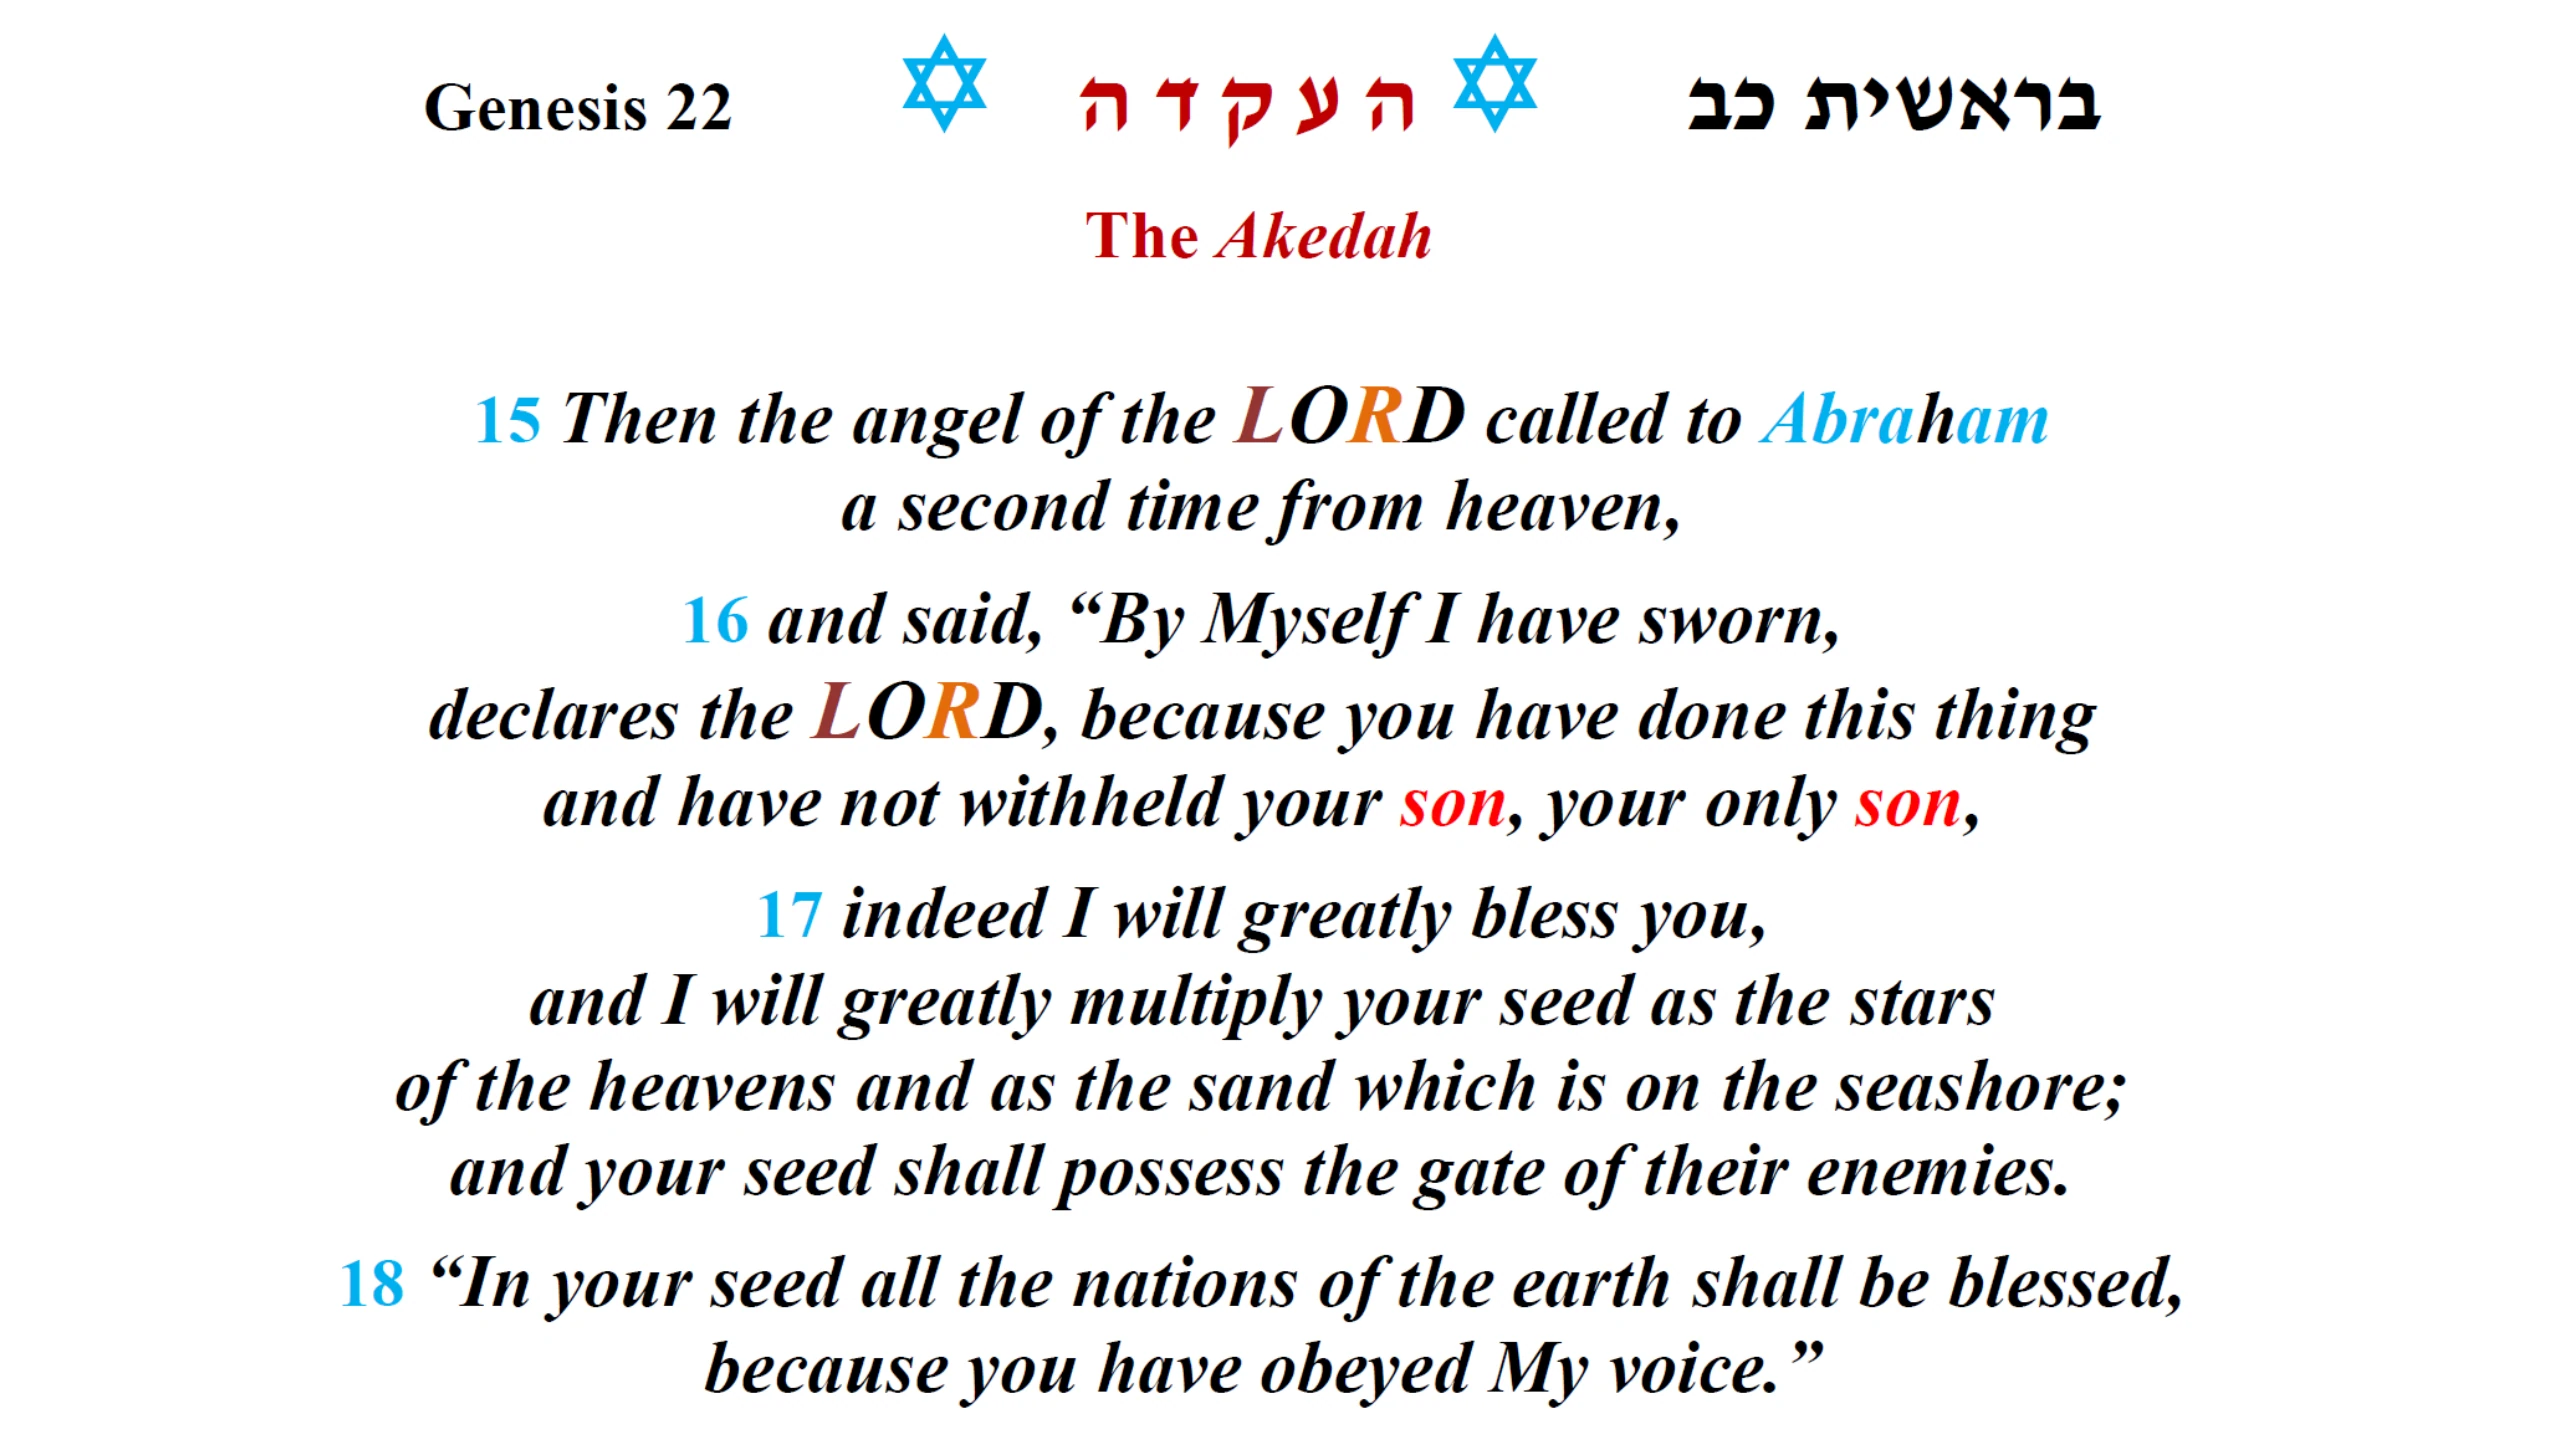 Genesis 22 ✡ ה ע ק ד ה ✡ בראשית כב
The Akedah
15 Then the angel of the LORD called to Abraham
a second time from heaven,
16 and said, “By Myself I have sworn,
declares the LORD, because you have done this thing
and have not withheld your son, your only son,
17 indeed I will greatly bless you,
and I will greatly multiply your seed as the stars
of the heavens and as the sand which is on the seashore;
and your seed shall possess the gate of their enemies.
18 “In your seed all the nations of the earth shall be blessed,
because you have obeyed My voice.”